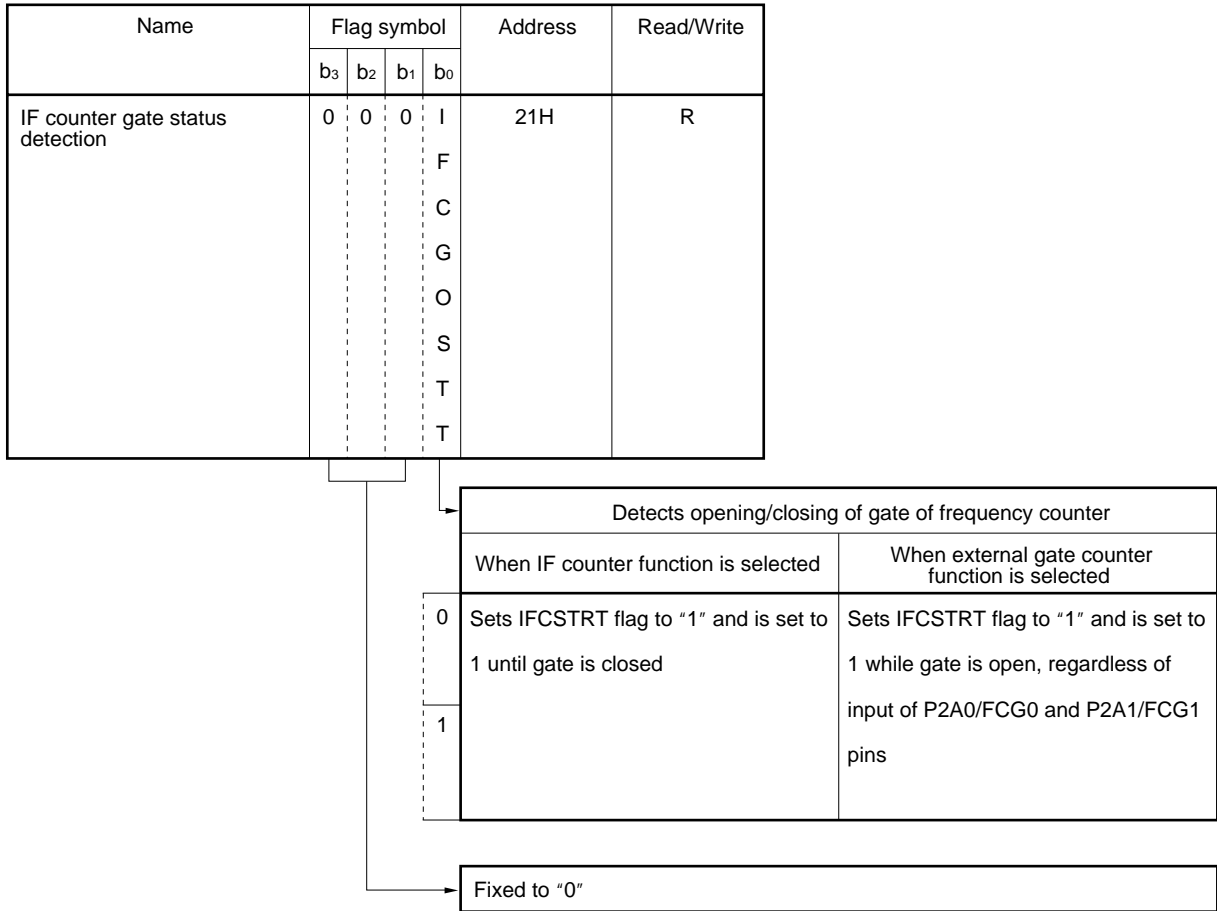 Name Flag symbol Address Read/Write
b3 b2 b1 b0
IF counter gate status 0 0 0 I 21H R
detection
F
C
G
O
S
T
T
Detects opening/closing of gate of frequency counter
When IF counter function is selected
When external gate counter
function is selected
0
1
Sets IFCSTRT flag to "1" and is set to
1 until gate is closed
Sets IFCSTRT flag to "1" and is set to
1 while gate is open, regardless of
input of P2A0/FCG0 and P2A1/FCG1
pins
Fixed to "0"